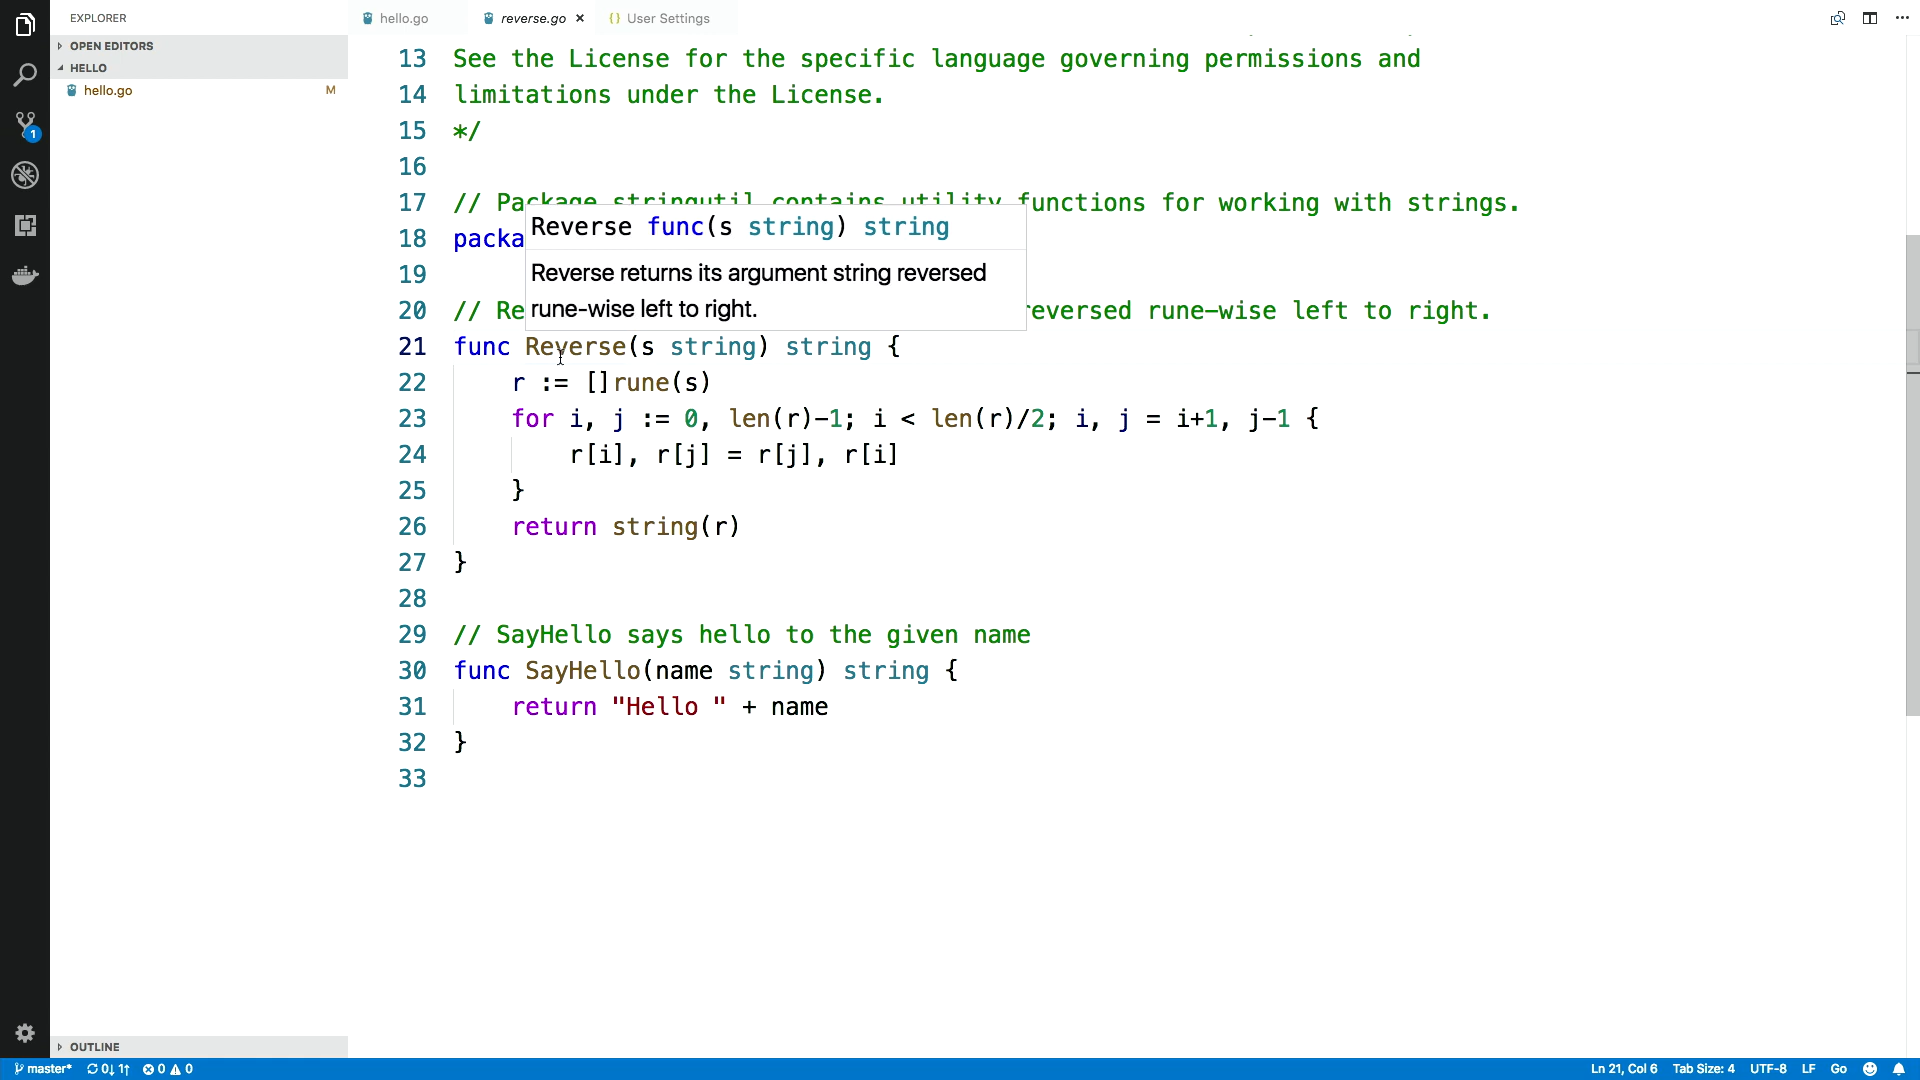 EXPLORER
OPEN EDITORS
HELLO
hello.go M
OUTLINE
hello.go reverse.go × {} User Settings
13 See the License for the specific language governing permissions and
14 limitations under the License.
15 */
16
17 // Package stringutil contains utility functions for working with strings.
18 packa
19
20 // Re eversed rune-wise left to right.
Reverse func(s string) string
Reverse returns its argument string reversed
rune-wise left to right.
21 func Reverse(s string) string {
22 r := []rune(s)
23 for i, j := 0, len(r)-1; i < len(r)/2; i, j = i+1, j-1 {
24 r[i], r[j] = r[j], r[i]
25 }
26 return string(r)
27 }
28
29 // SayHello says hello to the given name
30 func SayHello(name string) string {
31 return "Hello " + name
32 }
33
1
master* 0↓ 1↑ 0 0 Ln 21, Col 6 Tab Size: 4 UTF-8 LF Go